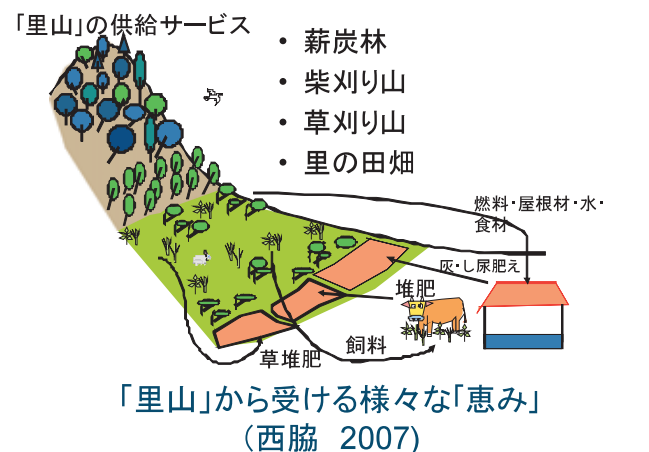 「里山」の供給サービス
• 薪炭林
• 柴刈り山
• 草刈り山
• 里の田畑
燃料・屋根材・水・
食材
灰・し尿肥え
堆肥
飼料
草堆肥
「里山」から受ける様々な「恵み」
（西脇　2007)